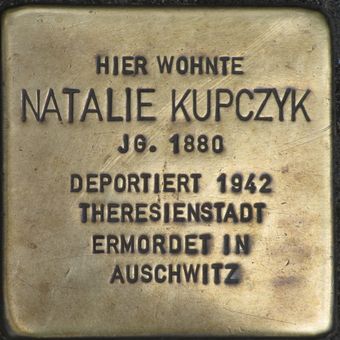 HIER WOHNTE
NATALIE KUPCZYK
JG. 1880
DEPORTIERT 1942
THERESIENSTADT
ERMORDET IN
AUSCHWITZ